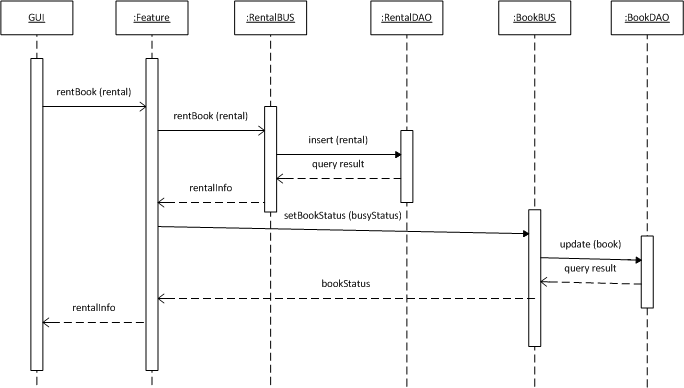 GUI
:Feature
:RentalBUS
:RentalDAO
:BookBUS
:BookDAO
rentBook (rental)
rentBook (rental)
insert (rental)
query result
rentalInfo
setBookStatus (busyStatus)
update (book)
query result
bookStatus
rentalInfo